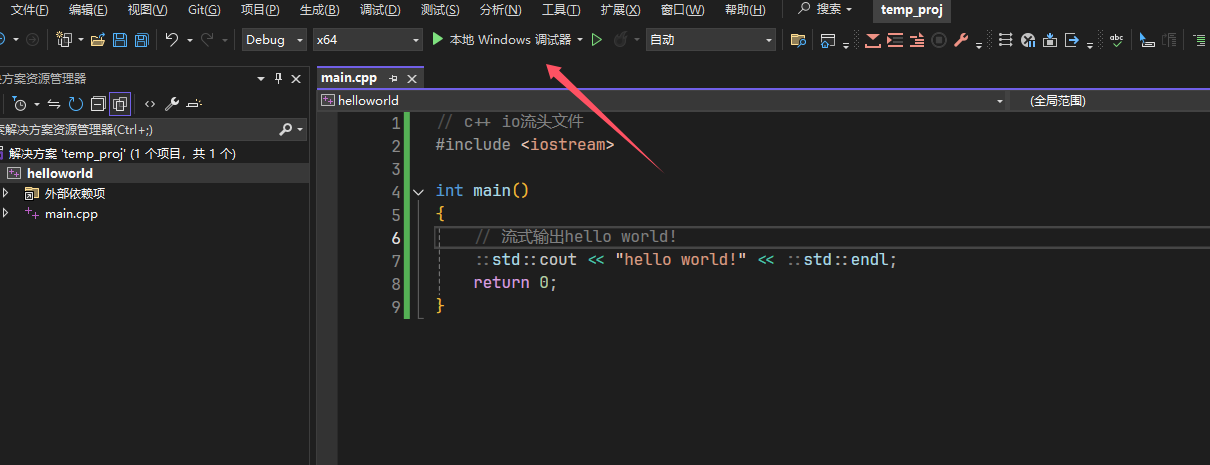 文件(F) 编辑(E) 视图(V) Git(G) 项目(P) 生成(B) 调试(D) 测试(S) 分析(N) 工具(T) 扩展(X) 窗口(W) 帮助(H) 搜索 temp_proj
Debug x64 本地 Windows 调试器 自动 abc
方案资源管理器
main.cpp
helloworld (全局范围)
解决方案资源管理器(Ctrl+;)
解决方案 'temp_proj' (1 个项目，共 1 个)
helloworld
外部依赖项
main.cpp
1 // c++ io流头文件
2 #include <iostream>
3
4 int main()
5 {
6 // 流式输出hello world!
7 ::std::cout << "hello world!" << ::std::endl;
8 return 0;
9 }